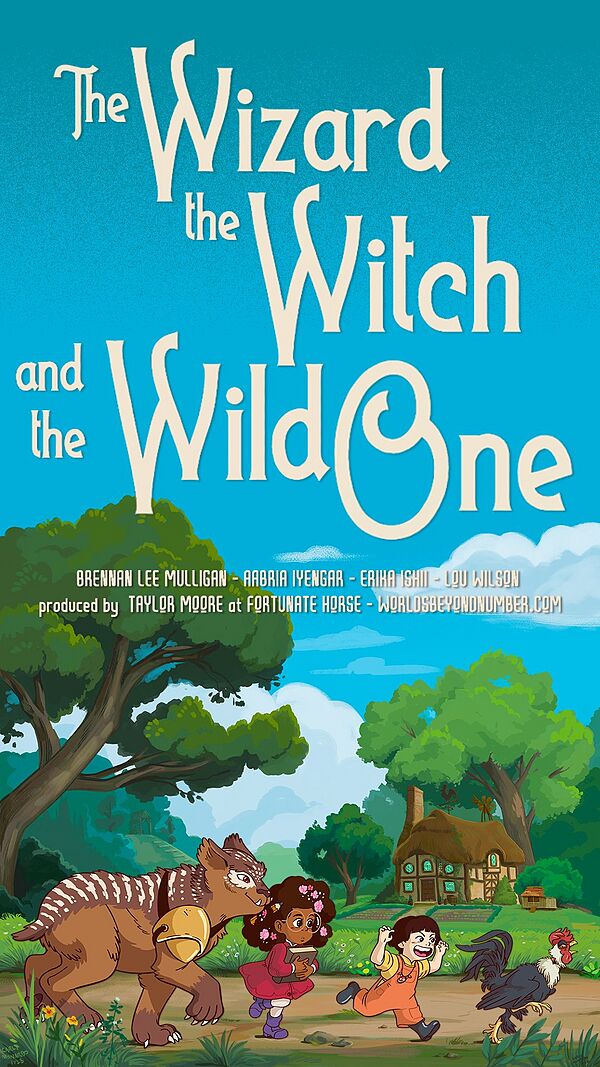 The Wizard
the Witch
and the Wild One
BRENNAN LEE MULLIGAN - AABRIA IYENGAR - ERIKA ISHII - LOU WILSON
produced by TAYLOR MOORE at FORTUNATE HORSE - WORLDSBEYONDNUMBER.COM